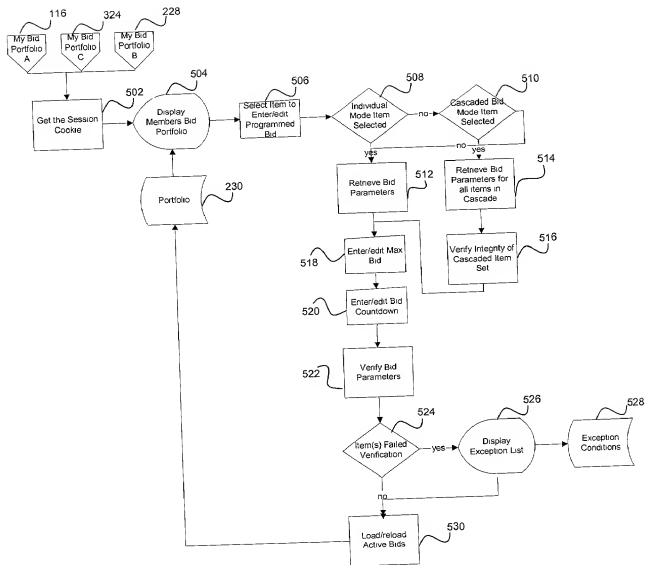 116
324
228
My Bid
Portfolio
A
My Bid
Portfolio
C
My Bid
Portfolio
B
502
Get the Session
Cookie
504
Display
Members Bid
Portfolio
506
Select Item to
Enter/edit
Programmed
Bid
508
Individual
Mode Item
Selected
no
510
Cascaded Bid
Mode Item
Selected
no
yes
yes
230
Portfolio
512
Retrieve Bid
Parameters
514
Retrieve Bid
Parameters for
all items in
Cascade
516
Verify Integrity of
Cascaded Item
Set
518
Enter/edit Max
Bid
520
Enter/edit Bid
Countdown
522
Verify Bid
Parameters
524
Item(s) Failed
Verification
yes
no
526
Display
Exception List
528
Exception
Conditions
530
Load/reload
Active Bids